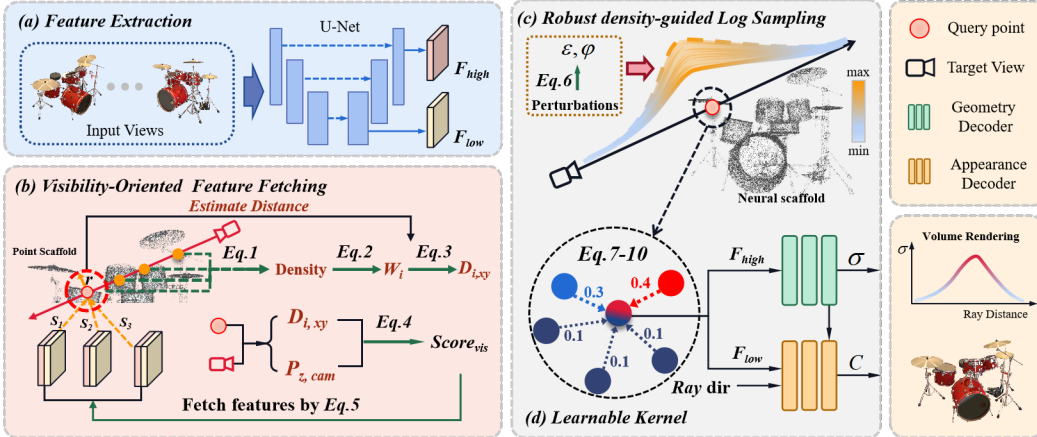 (a) Feature Extraction
U-Net
Input Views
F_high
F_low
(b) Visibility-Oriented Feature Fetching
Estimate Distance
Point Scaffold
r
Eq.1
Density
Eq.2
W_i
Eq.3
D_i,xy
S_1
S_2
S_3
D_i,xy
P_z,cam
Eq.4
Score_vis
Fetch features by Eq.5
(c) Robust density-guided Log Sampling
ε, φ
Eq.6
Perturbations
max
min
Neural scaffold
Eq.7-10
0.3
0.4
0.1
0.1
0.1
F_high
σ
F_low
C
Ray dir
(d) Learnable Kernel
Query point
Target View
Geometry
Decoder
Appearance
Decoder
Volume Rendering
σ
Ray Distance